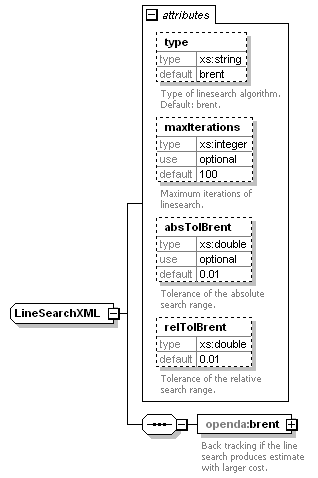 attributes
type
type xs:string
default brent
Type of linesearch algorithm.
Default: brent.
maxIterations
type xs:integer
use optional
default 100
Maximum iterations of
linesearch.
absTolBrent
type xs:double
use optional
default 0.01
Tolerance of the absolute
search range.
relTolBrent
type xs:double
default 0.01
Tolerance of the relative
search range.
LineSearchXML
openda:brent
Back tracking if the line
search produces estimate
with larger cost.